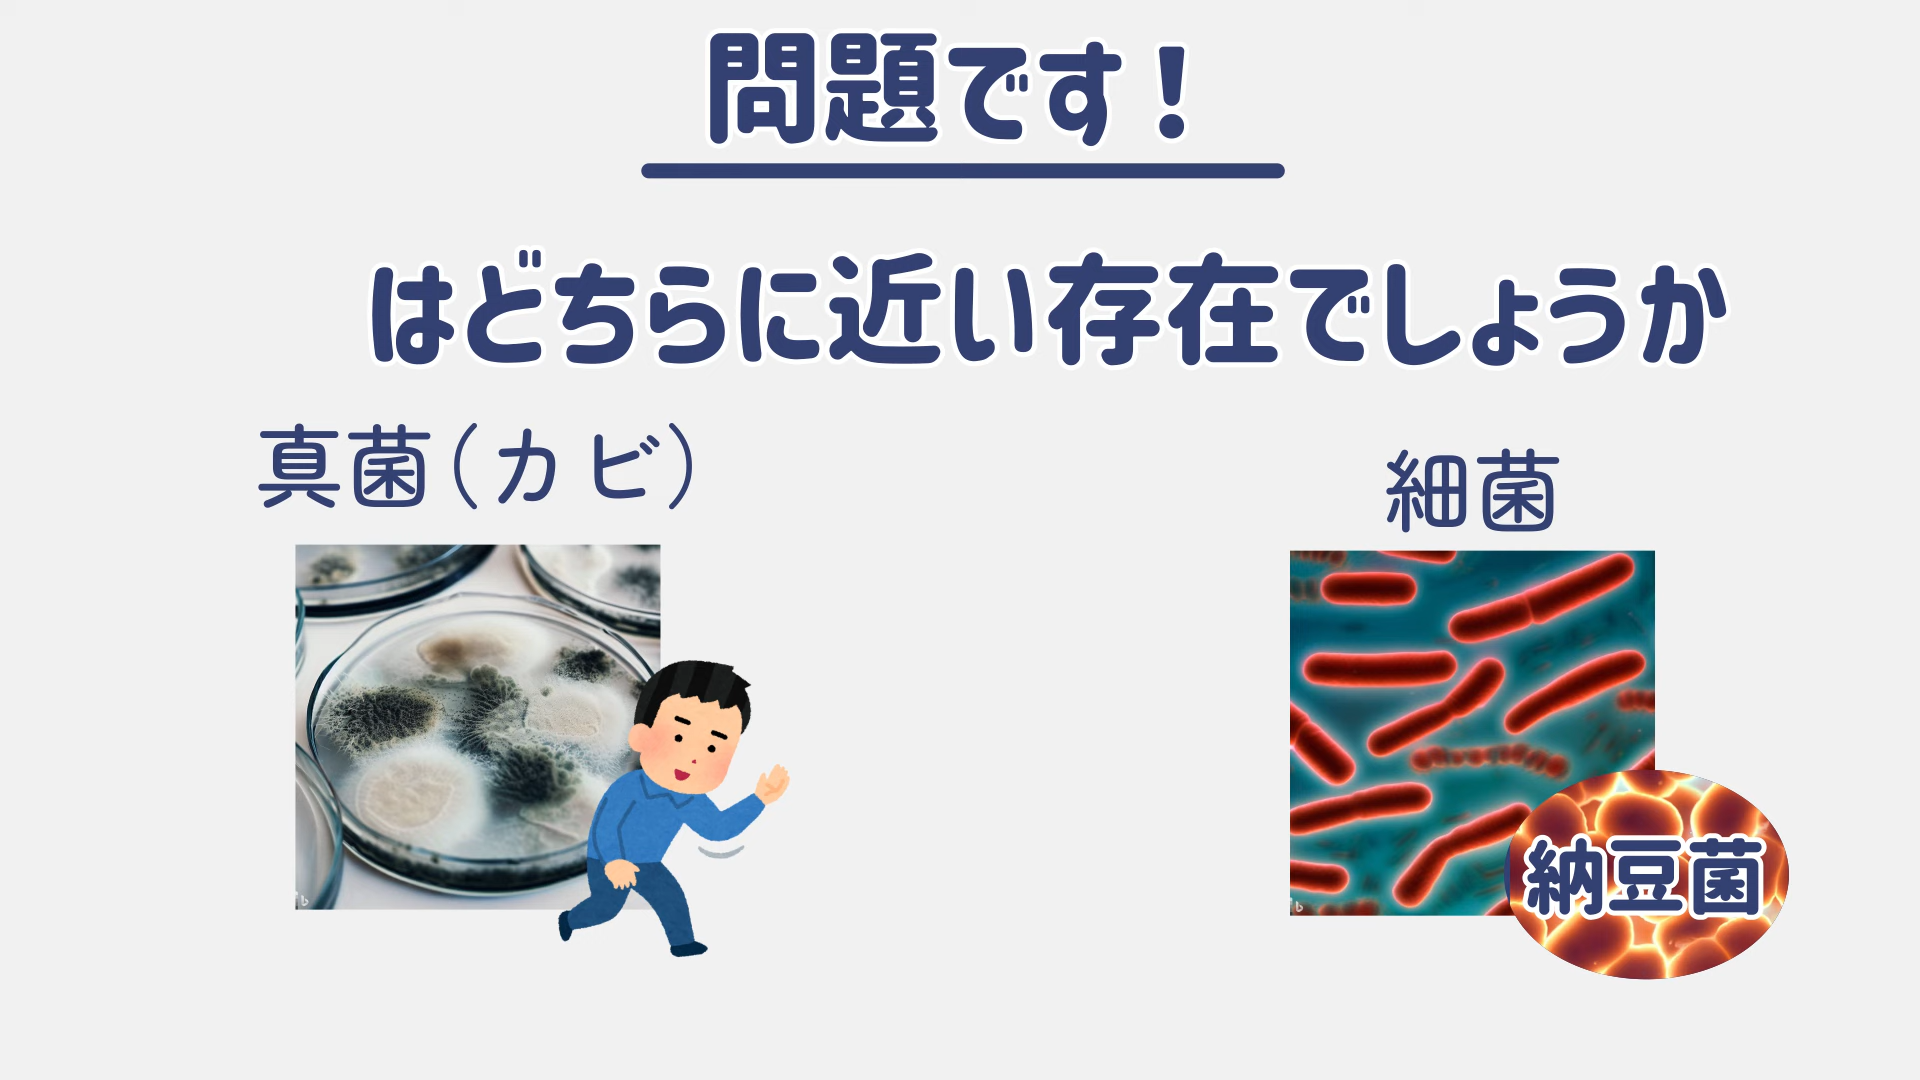 問題です！
はどちらに近い存在でしょうか
真菌（カビ）
細菌
納豆菌